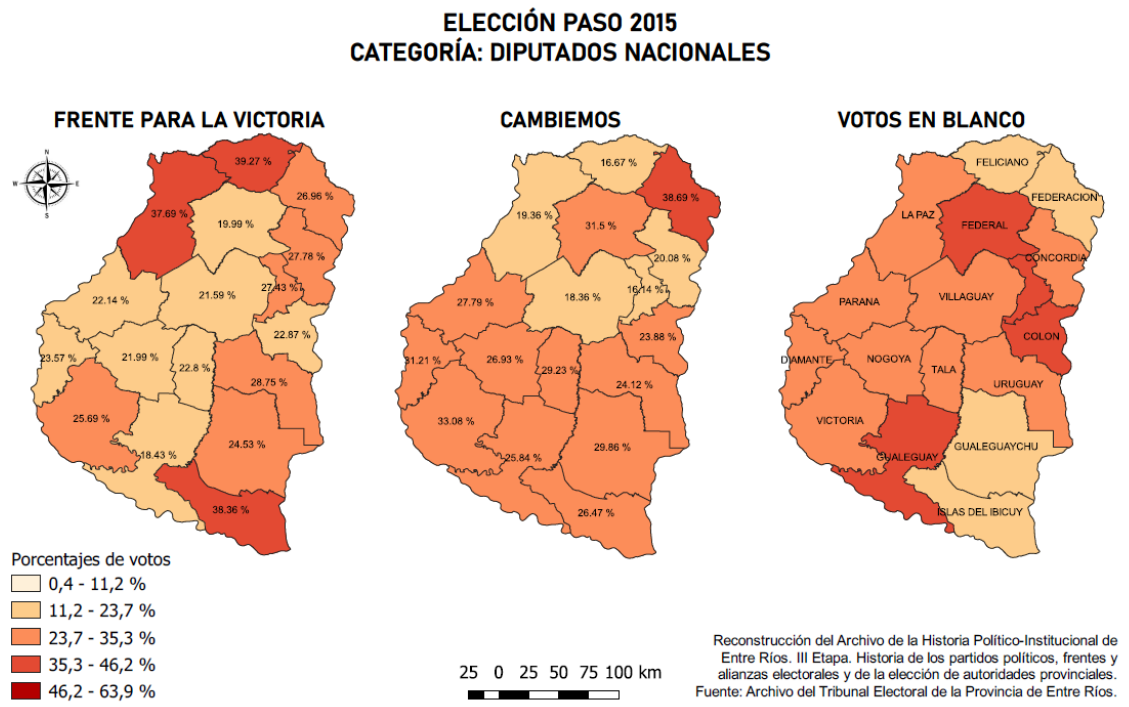 ELECCIÓN PASO 2015
CATEGORÍA: DIPUTADOS NACIONALES
FRENTE PARA LA VICTORIA
N
W
E
S
39.27 %
26.96 %
37.69 %
19.99 %
27.78 %
27.43 %
21.59 %
22.14 %
22.87 %
23.57 %
21.99 %
22.8 %
28.75 %
25.69 %
24.53 %
18.43 %
38.36 %
CAMBIEMOS
16.67 %
38.69 %
19.36 %
31.5 %
20.08 %
16.14 %
18.36 %
27.79 %
23.88 %
31.21 %
26.93 %
29.23 %
24.12 %
33.08 %
29.86 %
25.84 %
26.47 %
VOTOS EN BLANCO
FELICIANO
FEDERACION
LA PAZ
FEDERAL
CONCORDIA
VILLAGUAY
PARANA
COLON
DIAMANTE
NOGOYA
TALA
URUGUAY
VICTORIA
GUALEGUAYCHU
GUALEGUAY
ISLAS DEL IBICUY
Porcentajes de votos
0,4 - 11,2 %
11,2 - 23,7 %
23,7 - 35,3 %
35,3 - 46,2 %
46,2 - 63,9 %
25 0 25 50 75 100 km
Reconstrucción del Archivo de la Historia Político-Institucional de
Entre Ríos. III Etapa. Historia de los partidos políticos, frentes y
alianzas electorales y de la elección de autoridades provinciales.
Fuente: Archivo del Tribunal Electoral de la Provincia de Entre Ríos.